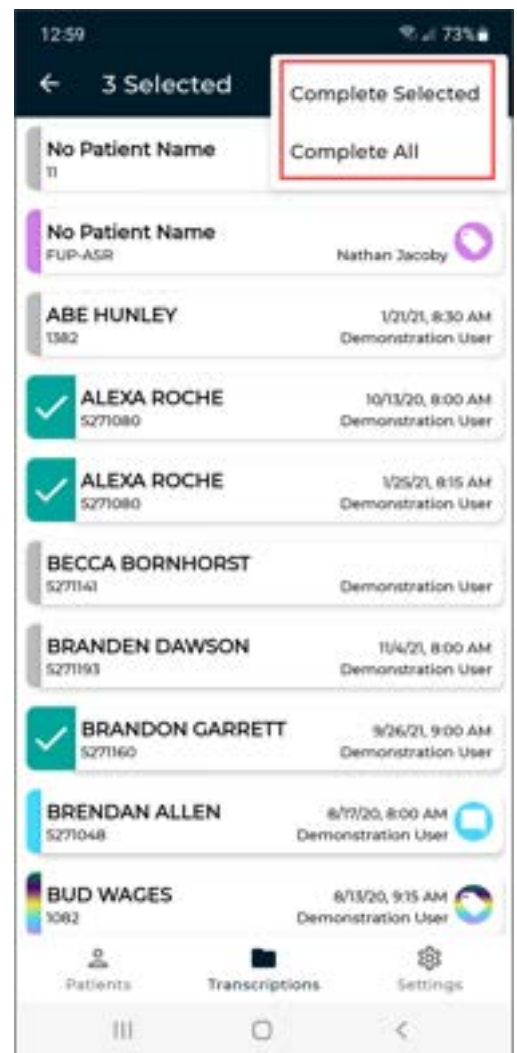 12:59 73%
3 Selected
Complete Selected
Complete All
No Patient Name
11
No Patient Name
FUP-ASR Nathan Jacoby
ABE HUNLEY 1/21/21, 8:30 AM
1382 Demonstration User
ALEXA ROCHE 10/13/20, 8:00 AM
5271080 Demonstration User
ALEXA ROCHE 1/25/21, 8:15 AM
5271080 Demonstration User
BECCA BORNHORST
5271141 Demonstration User
BRANDEN DAWSON 11/4/21, 8:00 AM
5271193 Demonstration User
BRANDON GARRETT 9/26/21, 9:00 AM
5271160 Demonstration User
BRENDAN ALLEN 8/17/20, 8:00 AM
5271048 Demonstration User
BUD WAGES 8/13/20, 9:15 AM
1082 Demonstration User
Patients Transcriptions Settings